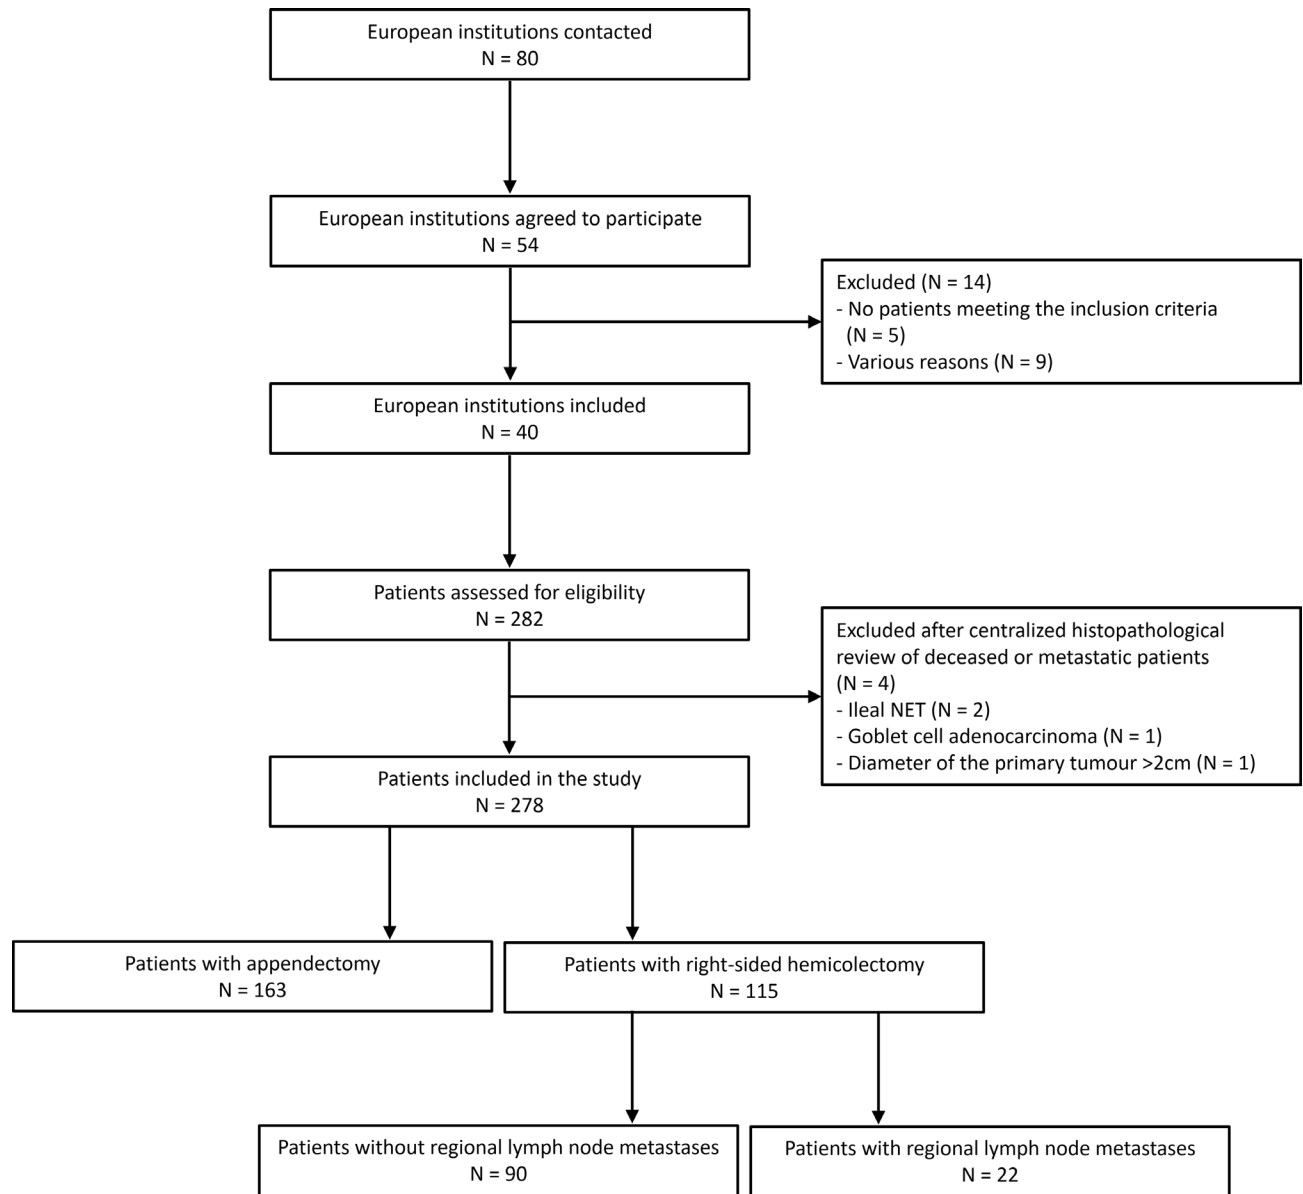 European institutions contacted
N = 80
European institutions agreed to participate
N = 54
Excluded (N = 14)
- No patients meeting the inclusion criteria
(N = 5)
- Various reasons (N = 9)
European institutions included
N = 40
Patients assessed for eligibility
N = 282
Excluded after centralized histopathological
review of deceased or metastatic patients
(N = 4)
- Ileal NET (N = 2)
- Goblet cell adenocarcinoma (N = 1)
- Diameter of the primary tumour >2cm (N = 1)
Patients included in the study
N = 278
Patients with appendectomy
N = 163
Patients with right-sided hemicolectomy
N = 115
Patients without regional lymph node metastases
N = 90
Patients with regional lymph node metastases
N = 22